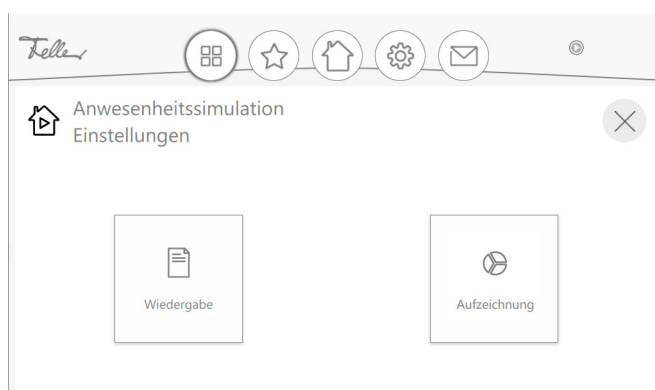 Feller
Anwesenheitssimulation
Einstellungen
Wiedergabe
Aufzeichnung